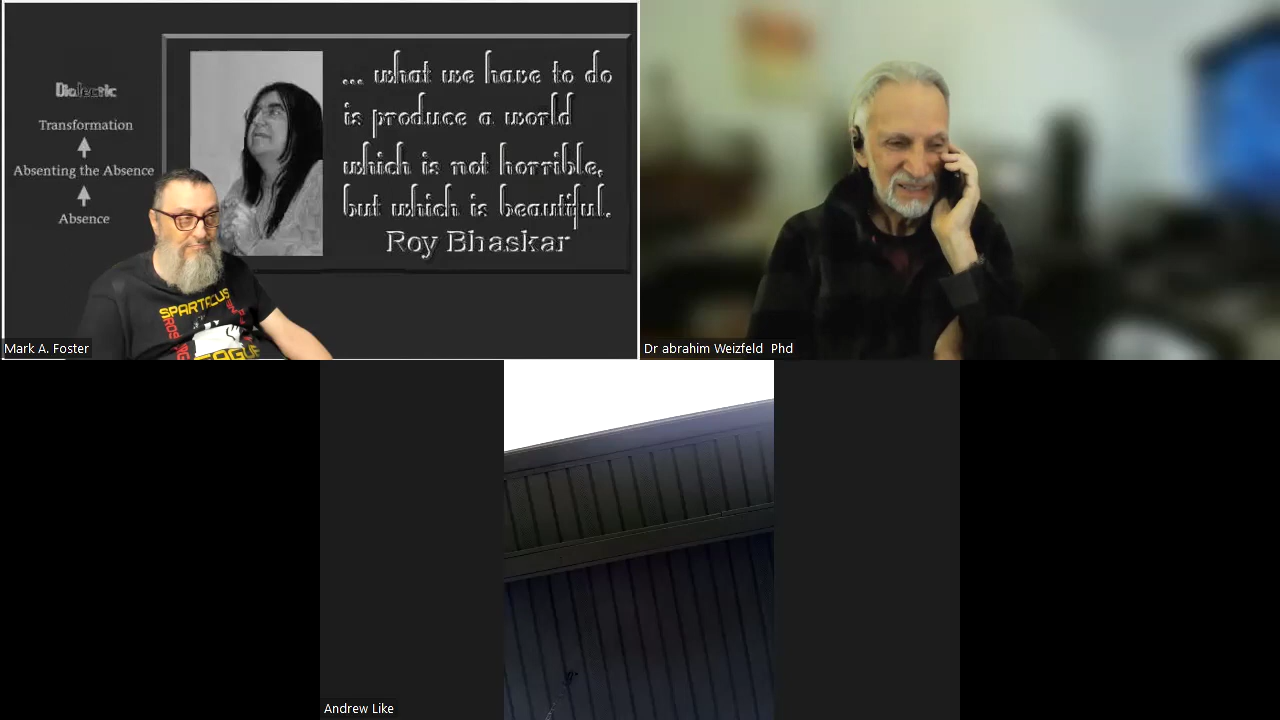 Dialectic
Transformation
Absenting the Absence
Absence
... what we have to do
is produce a world
which is not horrible,
but which is beautiful.
Roy Bhaskar
SPARTACUS
Mark A. Foster
Dr abrahim Weizfeld Phd
Andrew Like